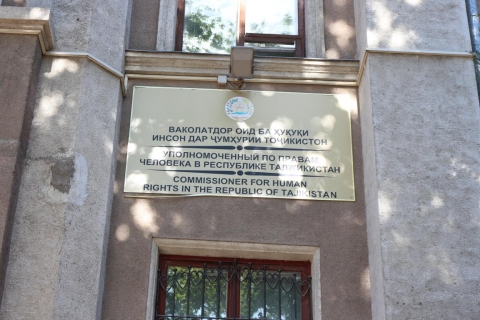 ВАКОЛАТДОР ОИД БА ҲУҚУҚИ
ИНСОН ДАР ҶУМҲУРИИ ТОҶИКИСТОН
УПОЛНОМОЧЕННЫЙ ПО ПРАВАМ
ЧЕЛОВЕКА В РЕСПУБЛИКЕ ТАДЖИКИСТАН
COMMISSIONER FOR HUMAN
RIGHTS IN THE REPUBLIC OF TAJIKISTAN